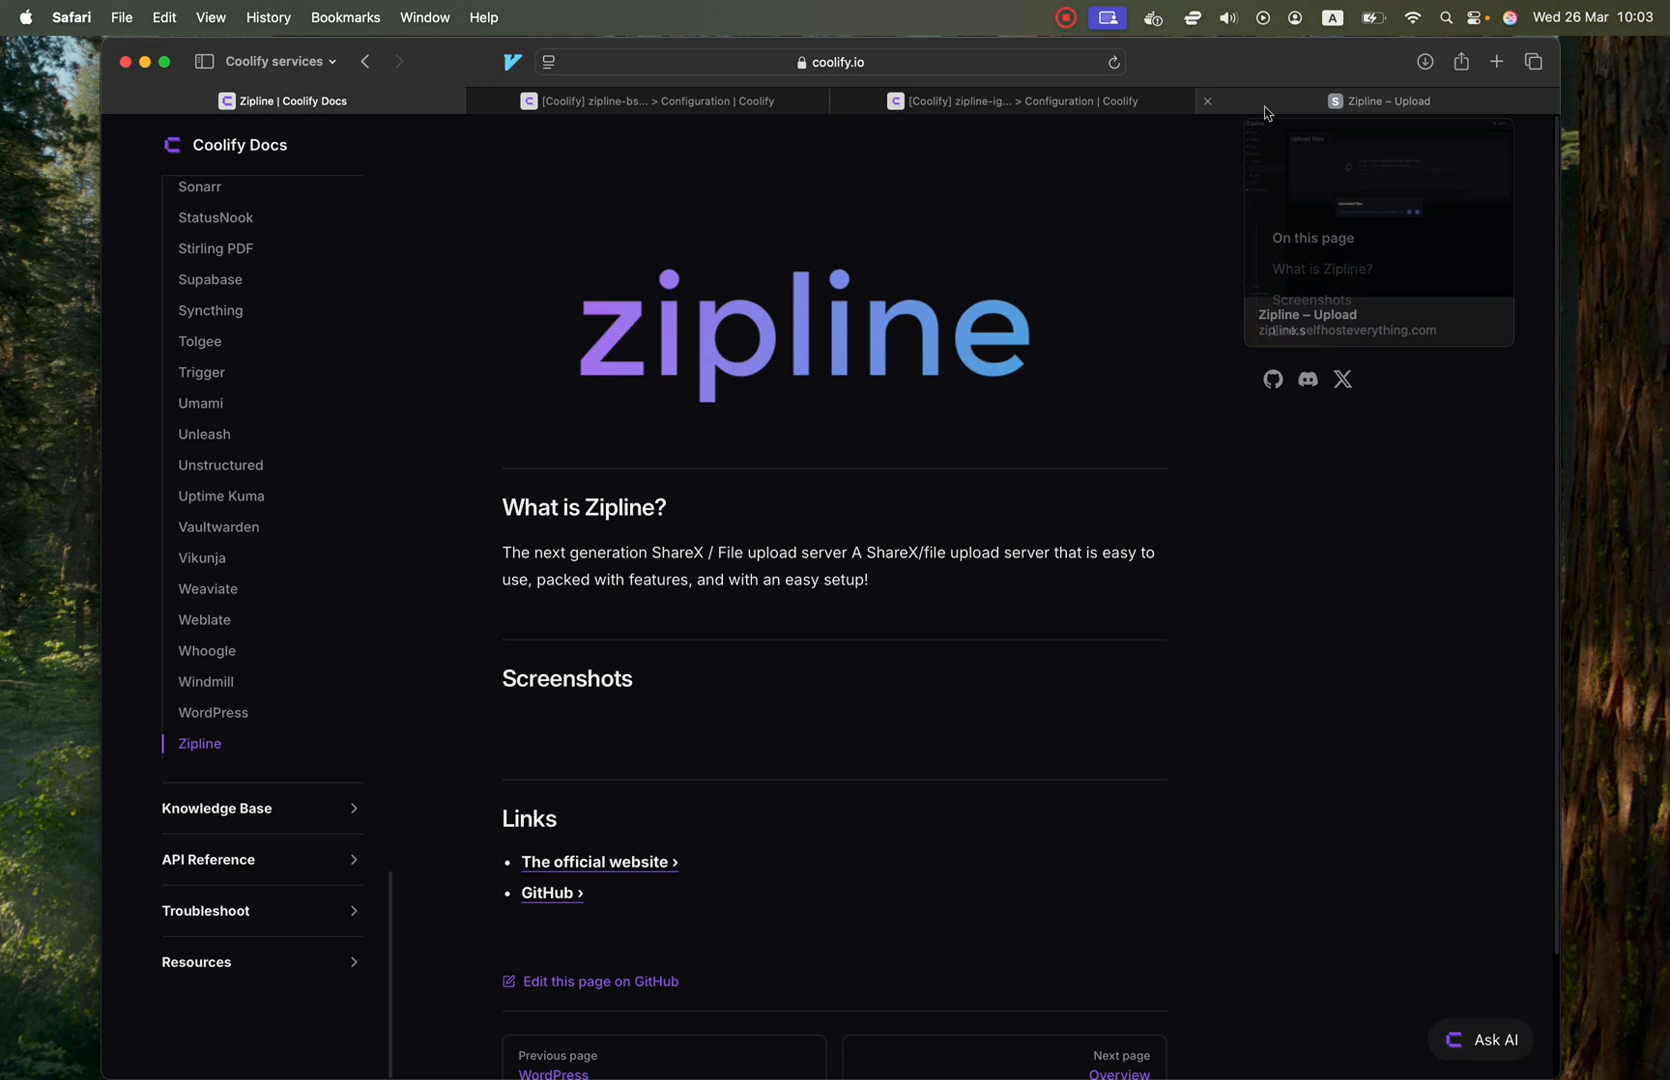 Safari File Edit View History Bookmarks Window Help
A
Wed 26 Mar 10:03
Coolify services
coolify.io
Zipline | Coolify Docs
[Coolify] zipline-bs... > Configuration | Coolify
[Coolify] zipline-ig... > Configuration | Coolify
S Zipline – Upload
Coolify Docs
Sonarr
StatusNook
Stirling PDF
Supabase
Syncthing
Tolgee
Trigger
Umami
Unleash
Unstructured
Uptime Kuma
Vaultwarden
Vikunja
Weaviate
Weblate
Whoogle
Windmill
WordPress
Zipline
Knowledge Base
API Reference
Troubleshoot
Resources
zipline
What is Zipline?
The next generation ShareX / File upload server A ShareX/file upload server that is easy to
use, packed with features, and with an easy setup!
Screenshots
Links
• The official website ›
• GitHub ›
Edit this page on GitHub
Previous page
WordPress
Next page
Overview
On this page
What is Zipline?
Screenshots
Links
Zipline – Upload
zipline.selfhosteverything.com
Ask AI